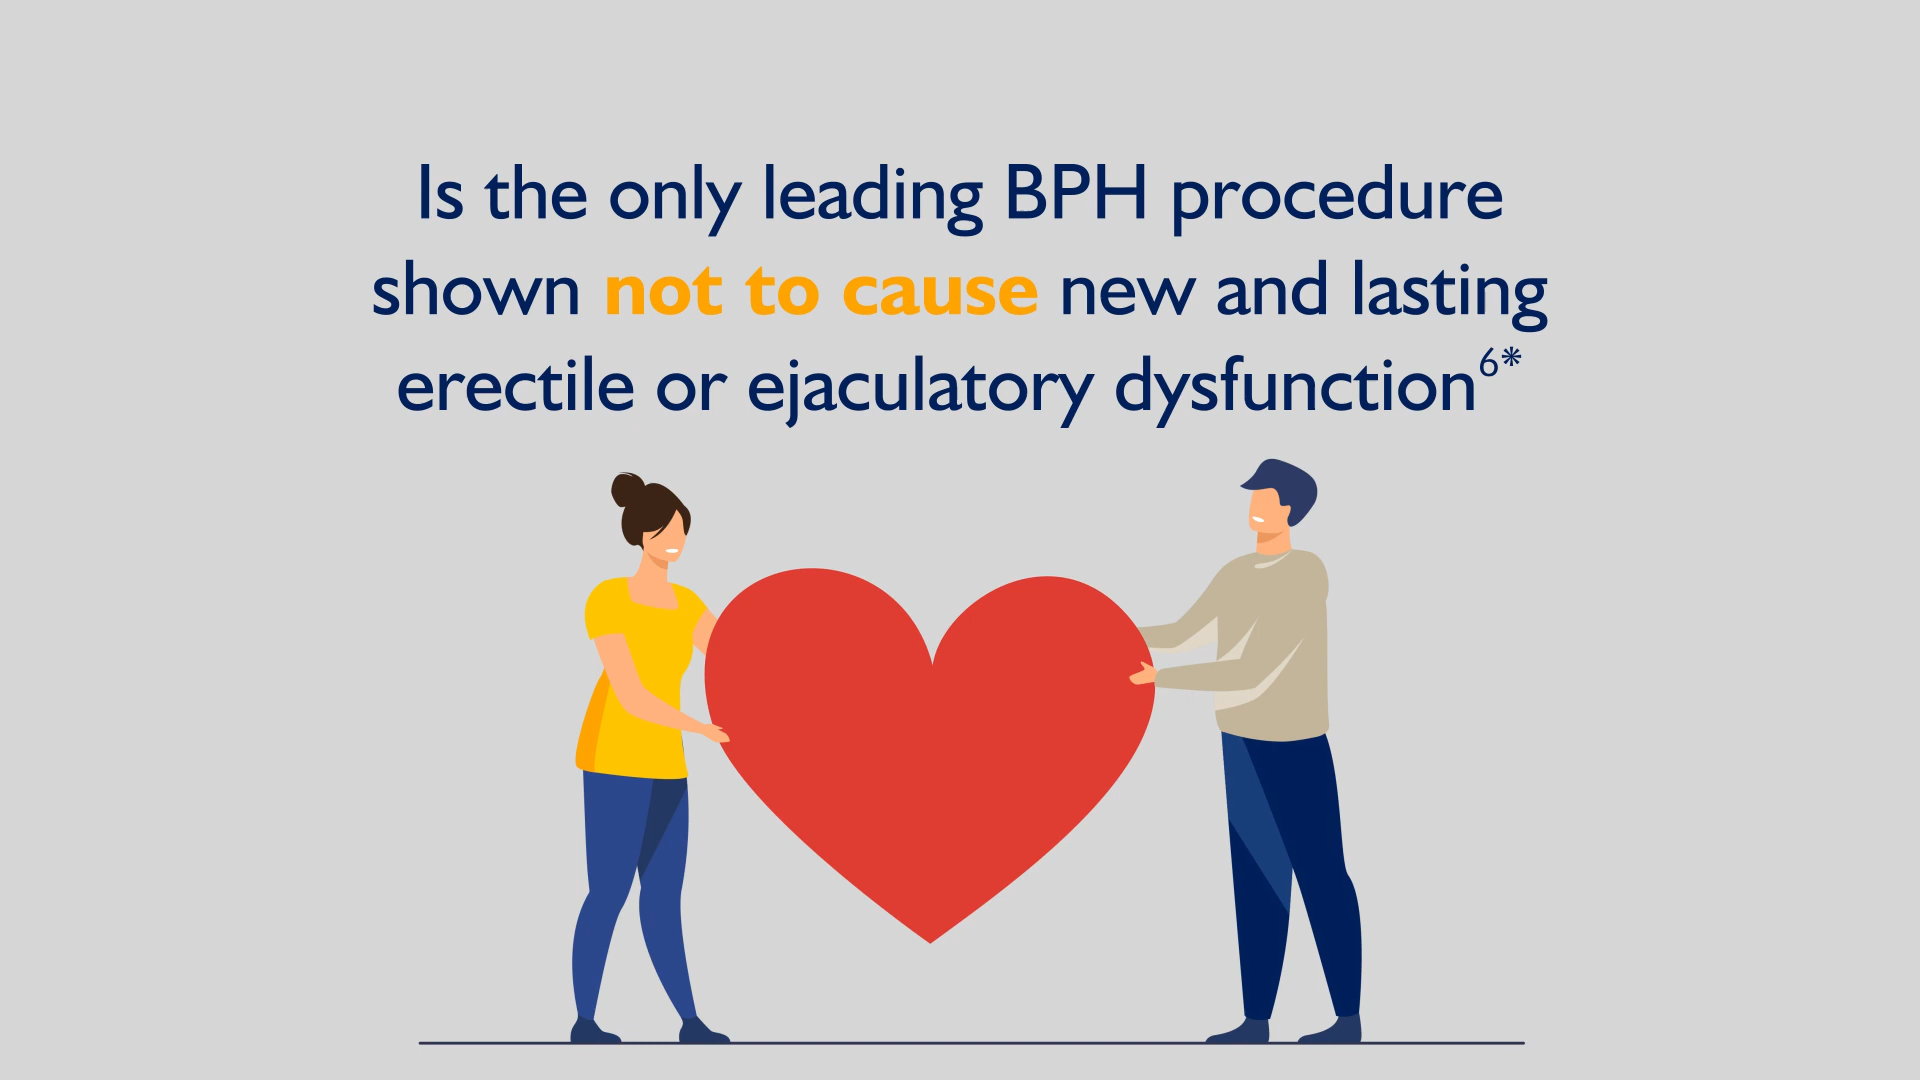 Is the only leading BPH procedure
shown not to cause new and lasting
erectile or ejaculatory dysfunction6*